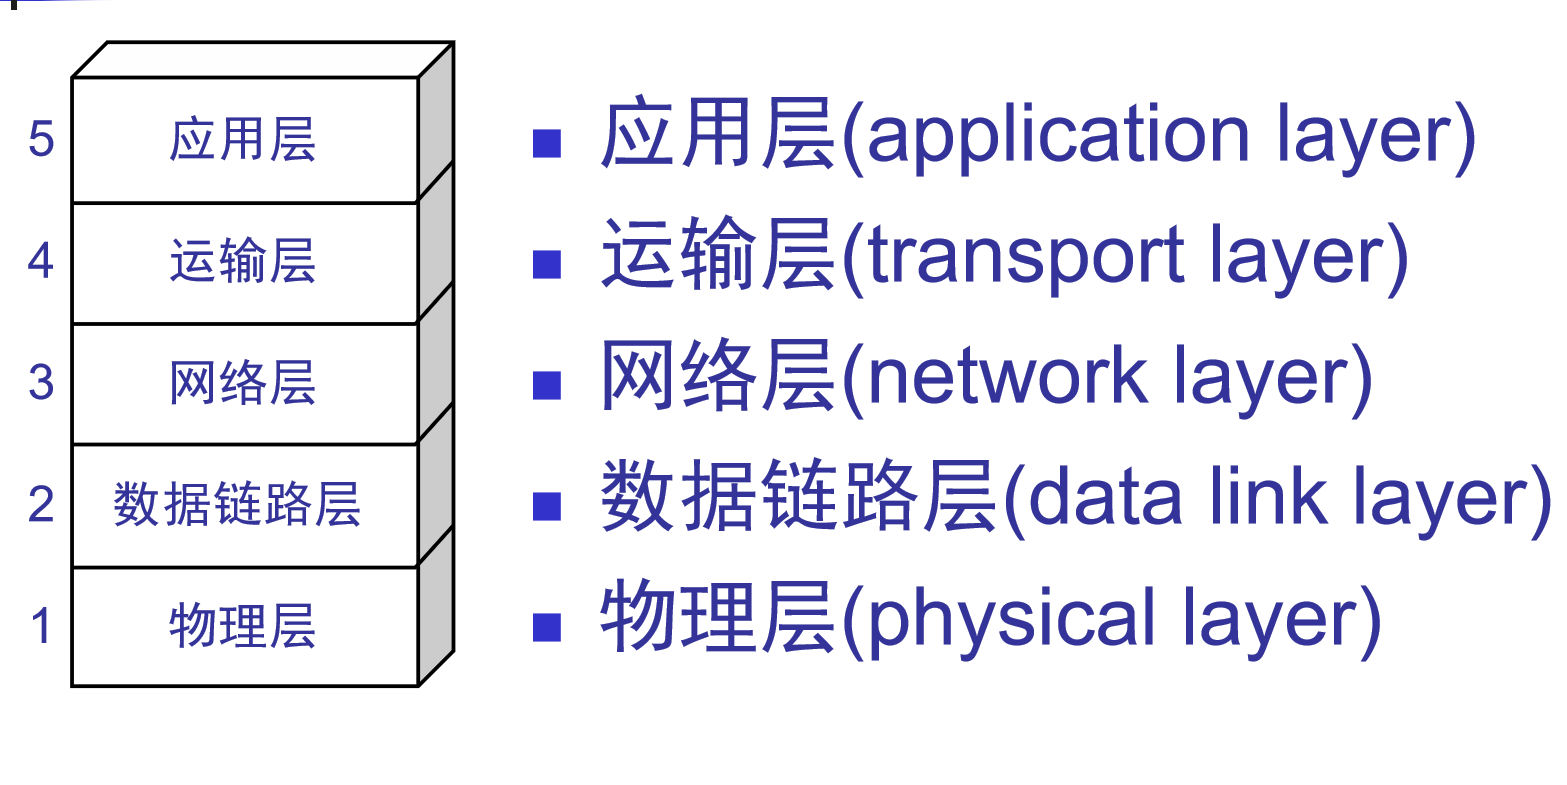 5 应用层
4 运输层
3 网络层
2 数据链路层
1 物理层
应用层(application layer)
运输层(transport layer)
网络层(network layer)
数据链路层(data link layer)
物理层(physical layer)